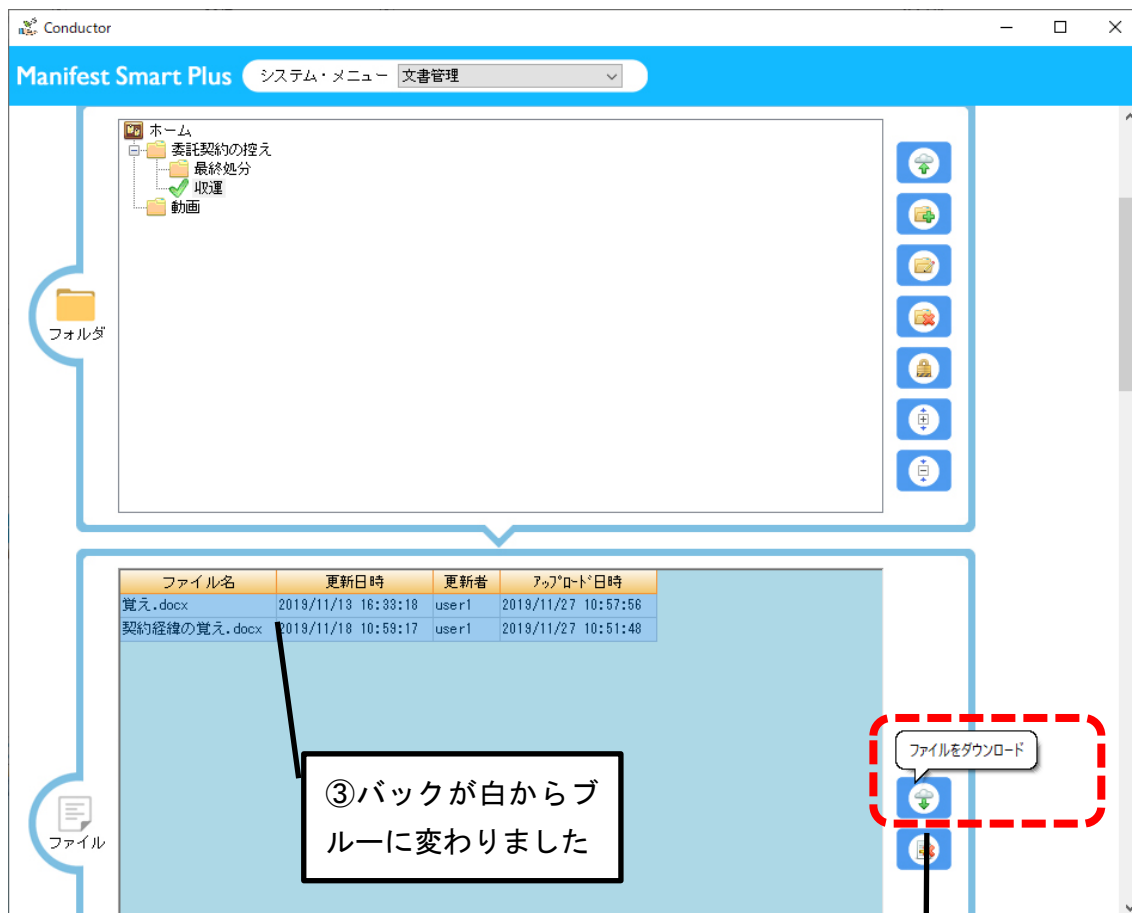 Conductor
Manifest Smart Plus システム・メニュー 文書管理
ホーム
委託契約の控え
最終処分
収運
動画
フォルダ
ファイル名 更新日時 更新者 ｱｯﾌﾟﾛｰﾄﾞ日時
覚え.docx 2019/11/13 16:33:18 user1 2019/11/27 10:57:56
契約経緯の覚え.docx 2019/11/18 10:59:17 user1 2019/11/27 10:51:48
ファイルをダウンロード
③バックが白からブ
ルーに変わりました
ファイル